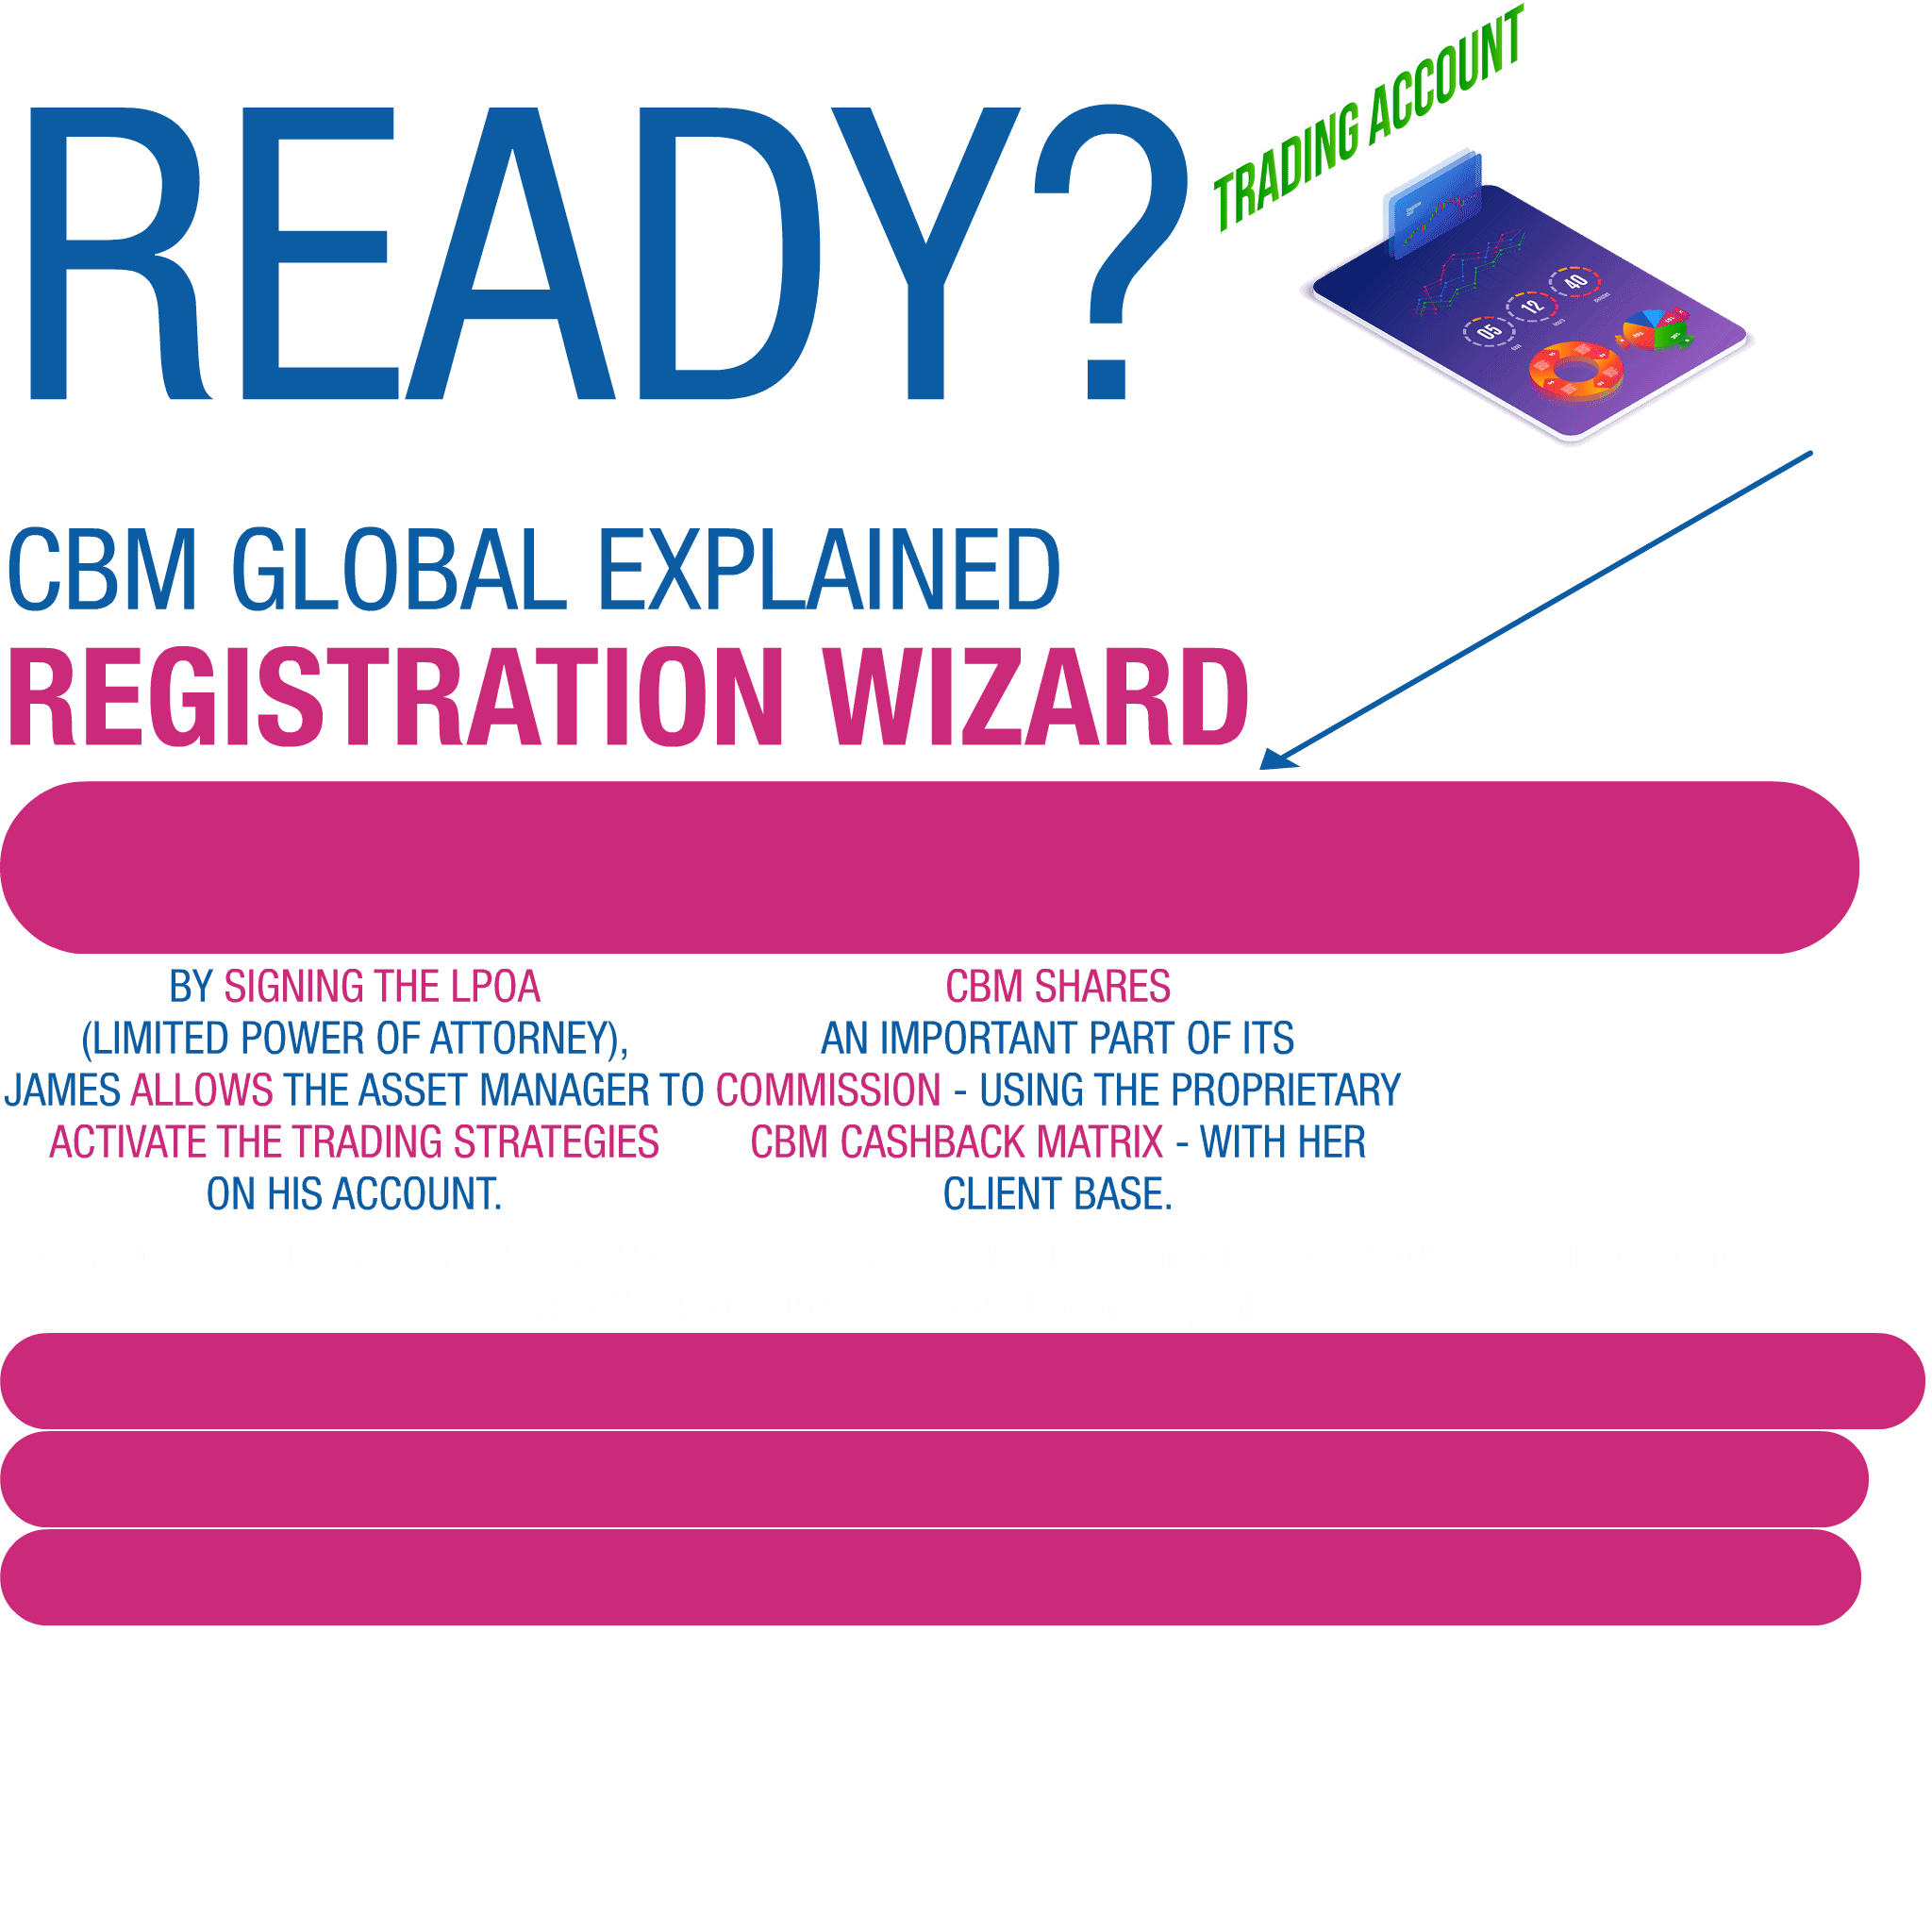 READY?
TRADING ACCOUNT
40
12
05
CBM GLOBAL EXPLAINED
REGISTRATION WIZARD
BY SIGNING THE LPOA
(LIMITED POWER OF ATTORNEY),
JAMES ALLOWS THE ASSET MANAGER TO
ACTIVATE THE TRADING STRATEGIES
ON HIS ACCOUNT.
CBM SHARES
AN IMPORTANT PART OF ITS
COMMISSION - USING THE PROPRIETARY
CBM CASHBACK MATRIX - WITH HER
CLIENT BASE.